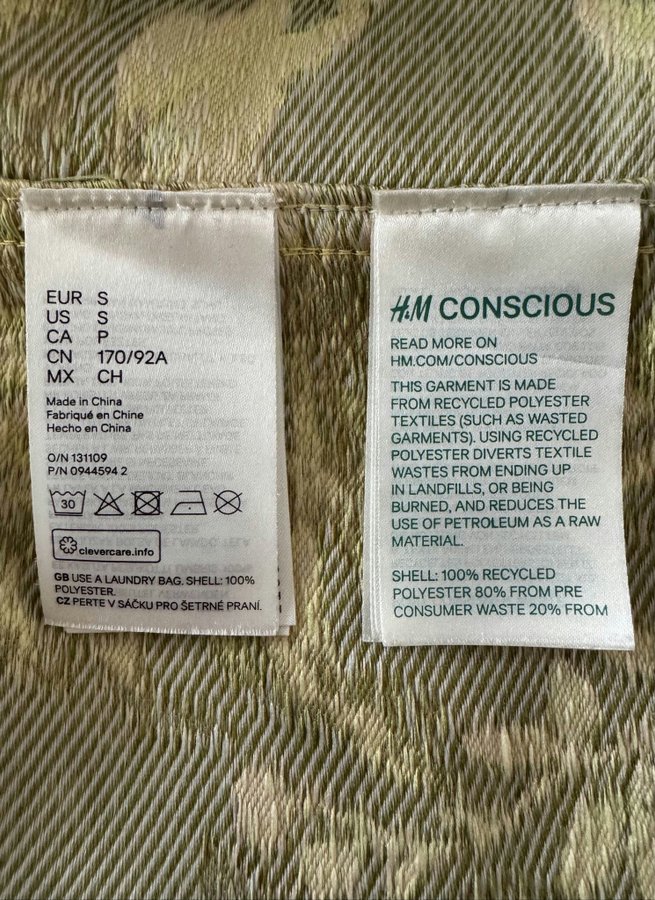 EUR S
US S
CA P
CN 170/92A
MX CH
Made in China
Fabriqué en Chine
Hecho en China
O/N 131109
P/N 0944594 2
30
clevercare.info
GB USE A LAUNDRY BAG. SHELL: 100%
POLYESTER.
CZ PERTE V SÁČKU PRO ŠETRNÉ PRANÍ.
H&M CONSCIOUS
READ MORE ON
HM.COM/CONSCIOUS
THIS GARMENT IS MADE
FROM RECYCLED POLYESTER
TEXTILES (SUCH AS WASTED
GARMENTS). USING RECYCLED
POLYESTER DIVERTS TEXTILE
WASTES FROM ENDING UP
IN LANDFILLS, OR BEING
BURNED, AND REDUCES THE
USE OF PETROLEUM AS A RAW
MATERIAL.
SHELL: 100% RECYCLED
POLYESTER 80% FROM PRE
CONSUMER WASTE 20% FROM